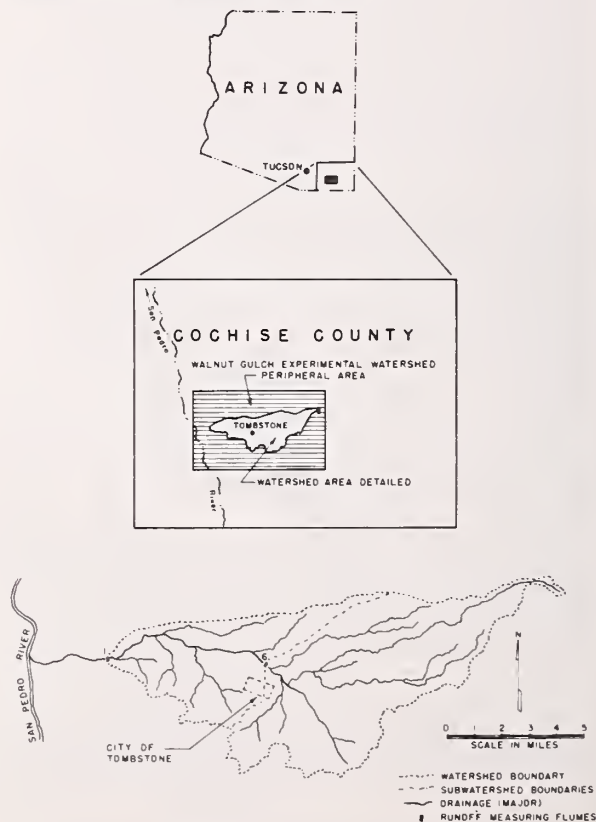 ARIZONA
TUCSON
COCHISE COUNTY
San Pedro
River
WALNUT GULCH EXPERIMENTAL WATERSHED
PERIPHERAL AREA
TOMBSTONE
WATERSHED AREA DETAILED
SAN PEDRO RIVER
1
6
CITY OF
TOMBSTONE
N
0 1 2 3 4 5
SCALE IN MILES
WATERSHED BOUNDARY
SUBWATERSHED BOUNDARIES
DRAINAGE (MAJOR)
RUNOFF MEASURING FLUMES